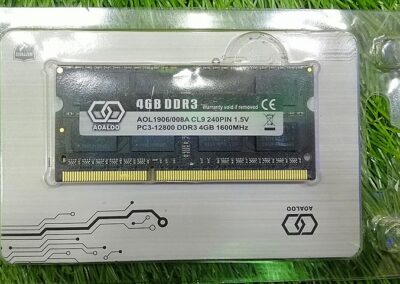 4GB DDR3
Warranty void if removed
AOL1906/008A CL9 240PIN 1.5V
PC3-12800 DDR3 4GB 1600MHz
AOALOO
AOALOO